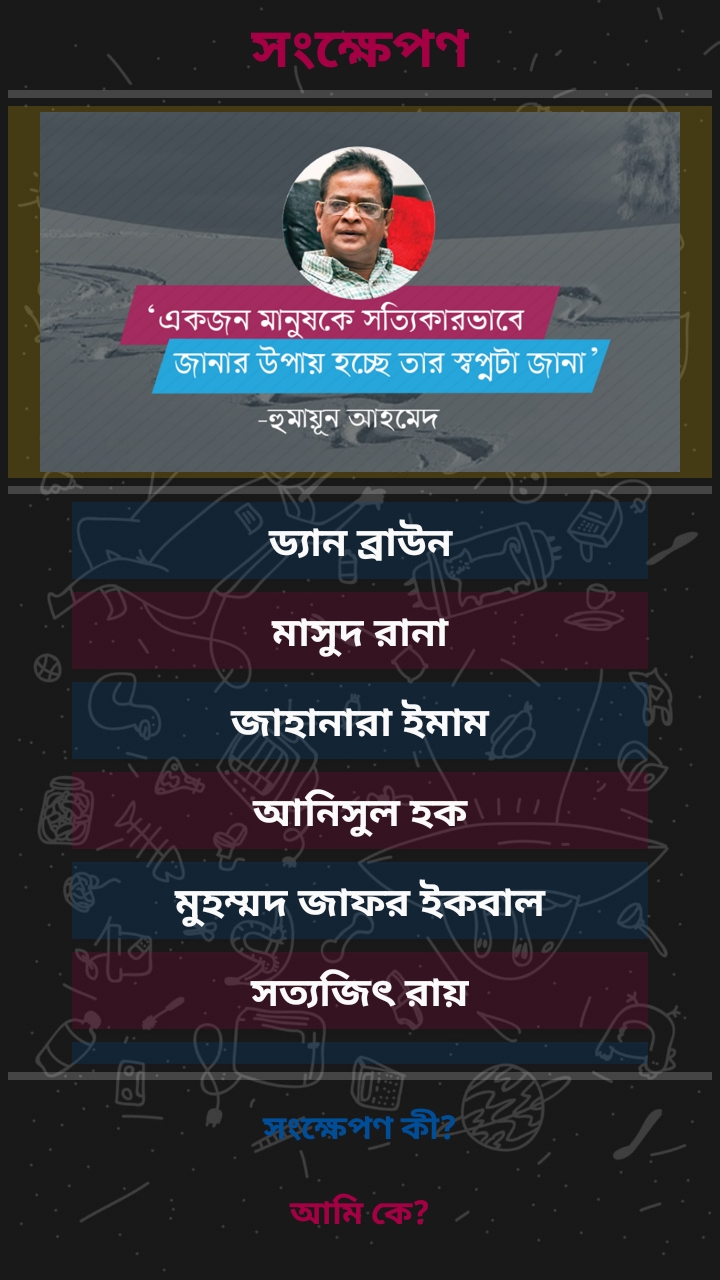 সংক্ষেপণ
‘একজন মানুষকে সত্যিকারভাবে
জানার উপায় হচ্ছে তার স্বপ্নটা জানা’
-হুমায়ূন আহমেদ
ড্যান ব্রাউন
মাসুদ রানা
জাহানারা ইমাম
আনিসুল হক
মুহম্মদ জাফর ইকবাল
সত্যজিৎ রায়
সংক্ষেপণ কী?
আমি কে?